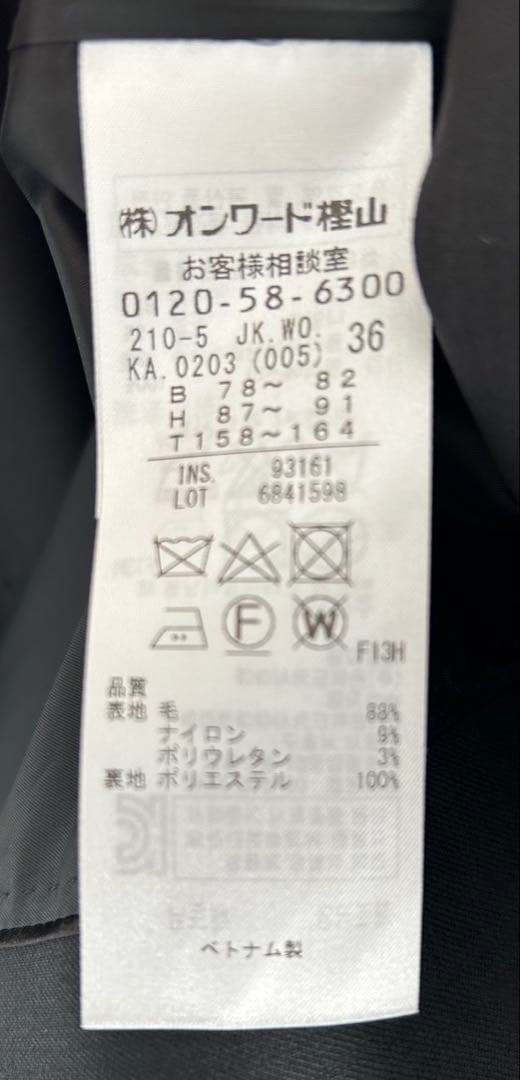 ㈱オンワード樫山
お客様相談室
0120-58-6300
210-5 JK.WO. 36
KA.0203 (005)
B 78～ 82
H 87～ 91
T158～164
INS. 93161
LOT 6841598
F
W
F13H
品質
表地 毛 88%
ナイロン 9%
ポリウレタン 3%
裏地 ポリエステル 100%
ベトナム製